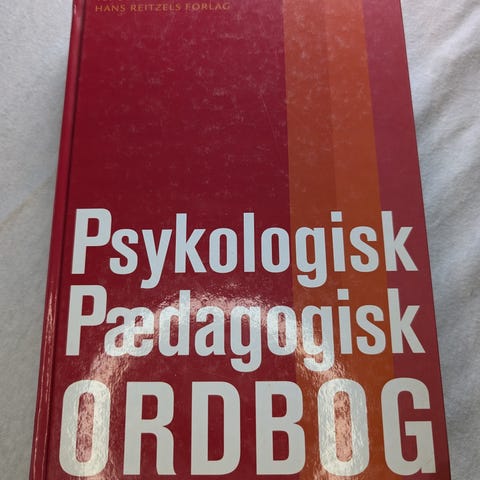 HANS REITZELS FORLAG
Psykologisk
Pædagogisk
ORDBOG